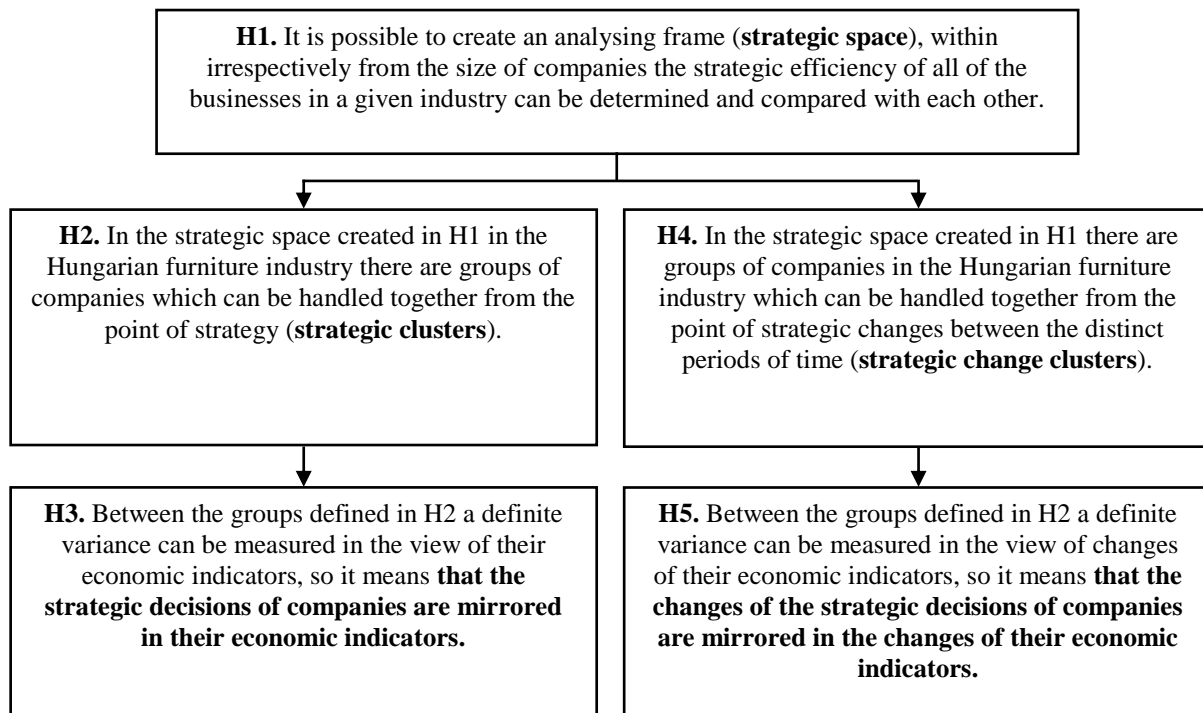 H1. It is possible to create an analysing frame (strategic space), within
irrespectively from the size of companies the strategic efficiency of all of the
businesses in a given industry can be determined and compared with each other.
H2. In the strategic space created in H1 in the
Hungarian furniture industry there are groups of
companies which can be handled together from the
point of strategy (strategic clusters).
H4. In the strategic space created in H1 there are
groups of companies in the Hungarian furniture
industry which can be handled together from the
point of strategic changes between the distinct
periods of time (strategic change clusters).
H3. Between the groups defined in H2 a definite
variance can be measured in the view of their
economic indicators, so it means that the
strategic decisions of companies are mirrored
in their economic indicators.
H5. Between the groups defined in H2 a definite
variance can be measured in the view of changes
of their economic indicators, so it means that the
changes of the strategic decisions of companies
are mirrored in the changes of their economic
indicators.